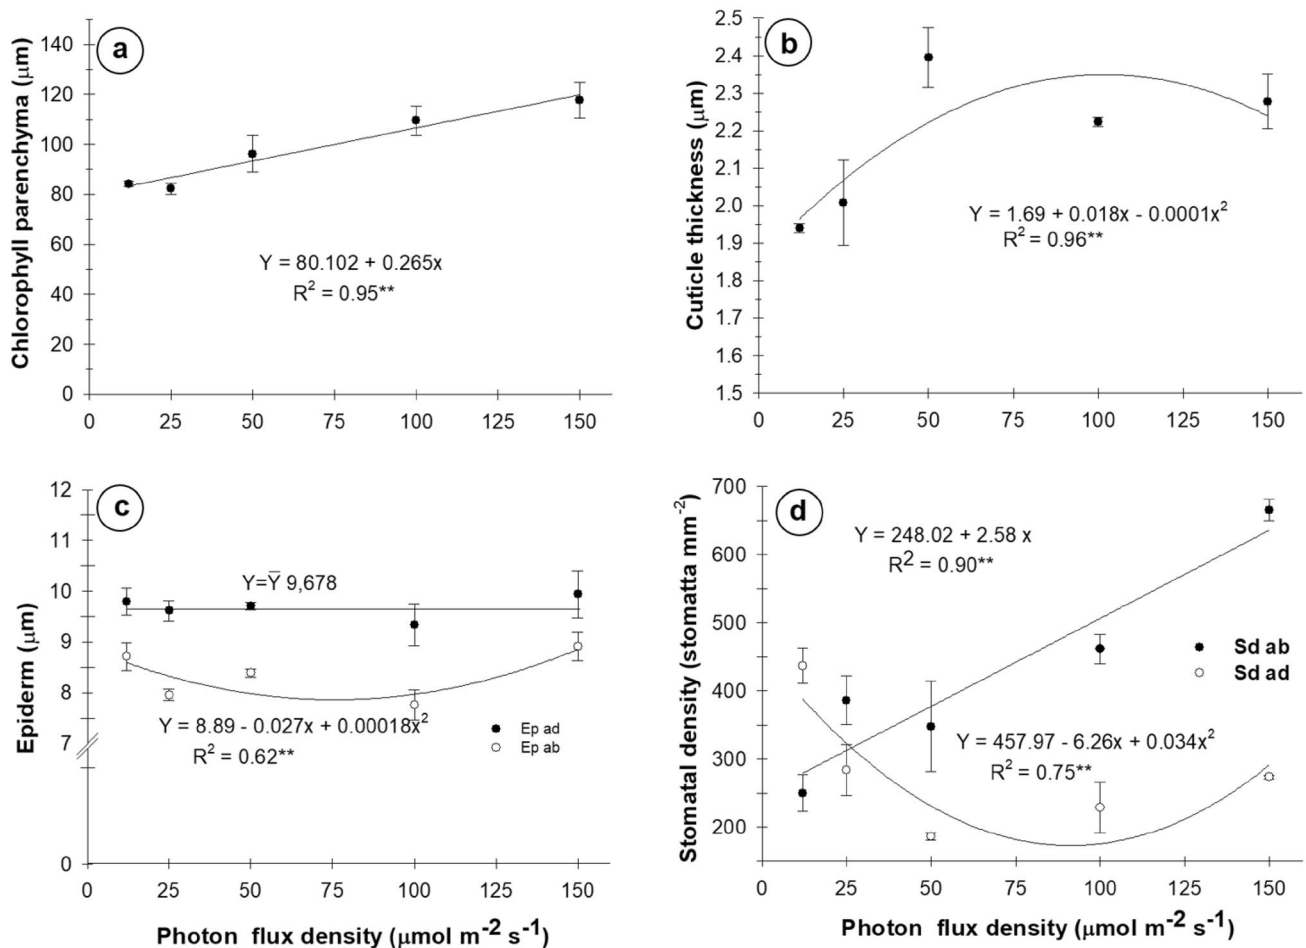 a
Chlorophyll parenchyma (μm)
140
120
100
80
60
40
20
0
Y = 80.102 + 0.265x
R² = 0.95**
0 25 50 75 100 125 150
b
Cuticle thickness (μm)
2.5
2.4
2.3
2.2
2.1
2.0
1.9
1.8
1.7
1.6
1.5
Y = 1.69 + 0.018x - 0.0001x²
R² = 0.96**
0 25 50 75 100 125 150
c
Epiderm (μm)
12
11
10
9
8
7
0
Y=Ȳ 9,678
Y = 8.89 - 0.027x + 0.00018x²
R² = 0.62**
Ep ad
Ep ab
0 25 50 75 100 125 150
Photon flux density (μmol m⁻² s⁻¹)
d
Stomatal density (stomatta mm⁻²)
700
600
500
400
300
200
Y = 248.02 + 2.58 x
R² = 0.90**
Sd ab
Sd ad
Y = 457.97 - 6.26x + 0.034x²
R² = 0.75**
0 25 50 75 100 125 150
Photon flux density (μmol m⁻² s⁻¹)